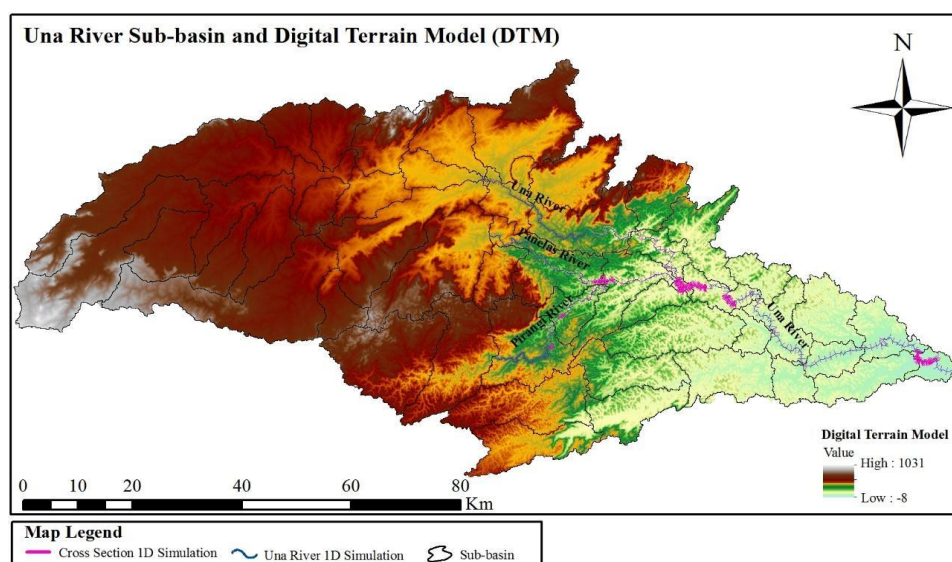 Una River Sub-basin and Digital Terrain Model (DTM)
N
Una River
Panelas River
Pirangi River
Una River
Digital Terrain Model
Value
High : 1031
Low : -8
0 10 20 40 60 80
Km
Map Legend
Cross Section 1D Simulation Una River 1D Simulation Sub-basin